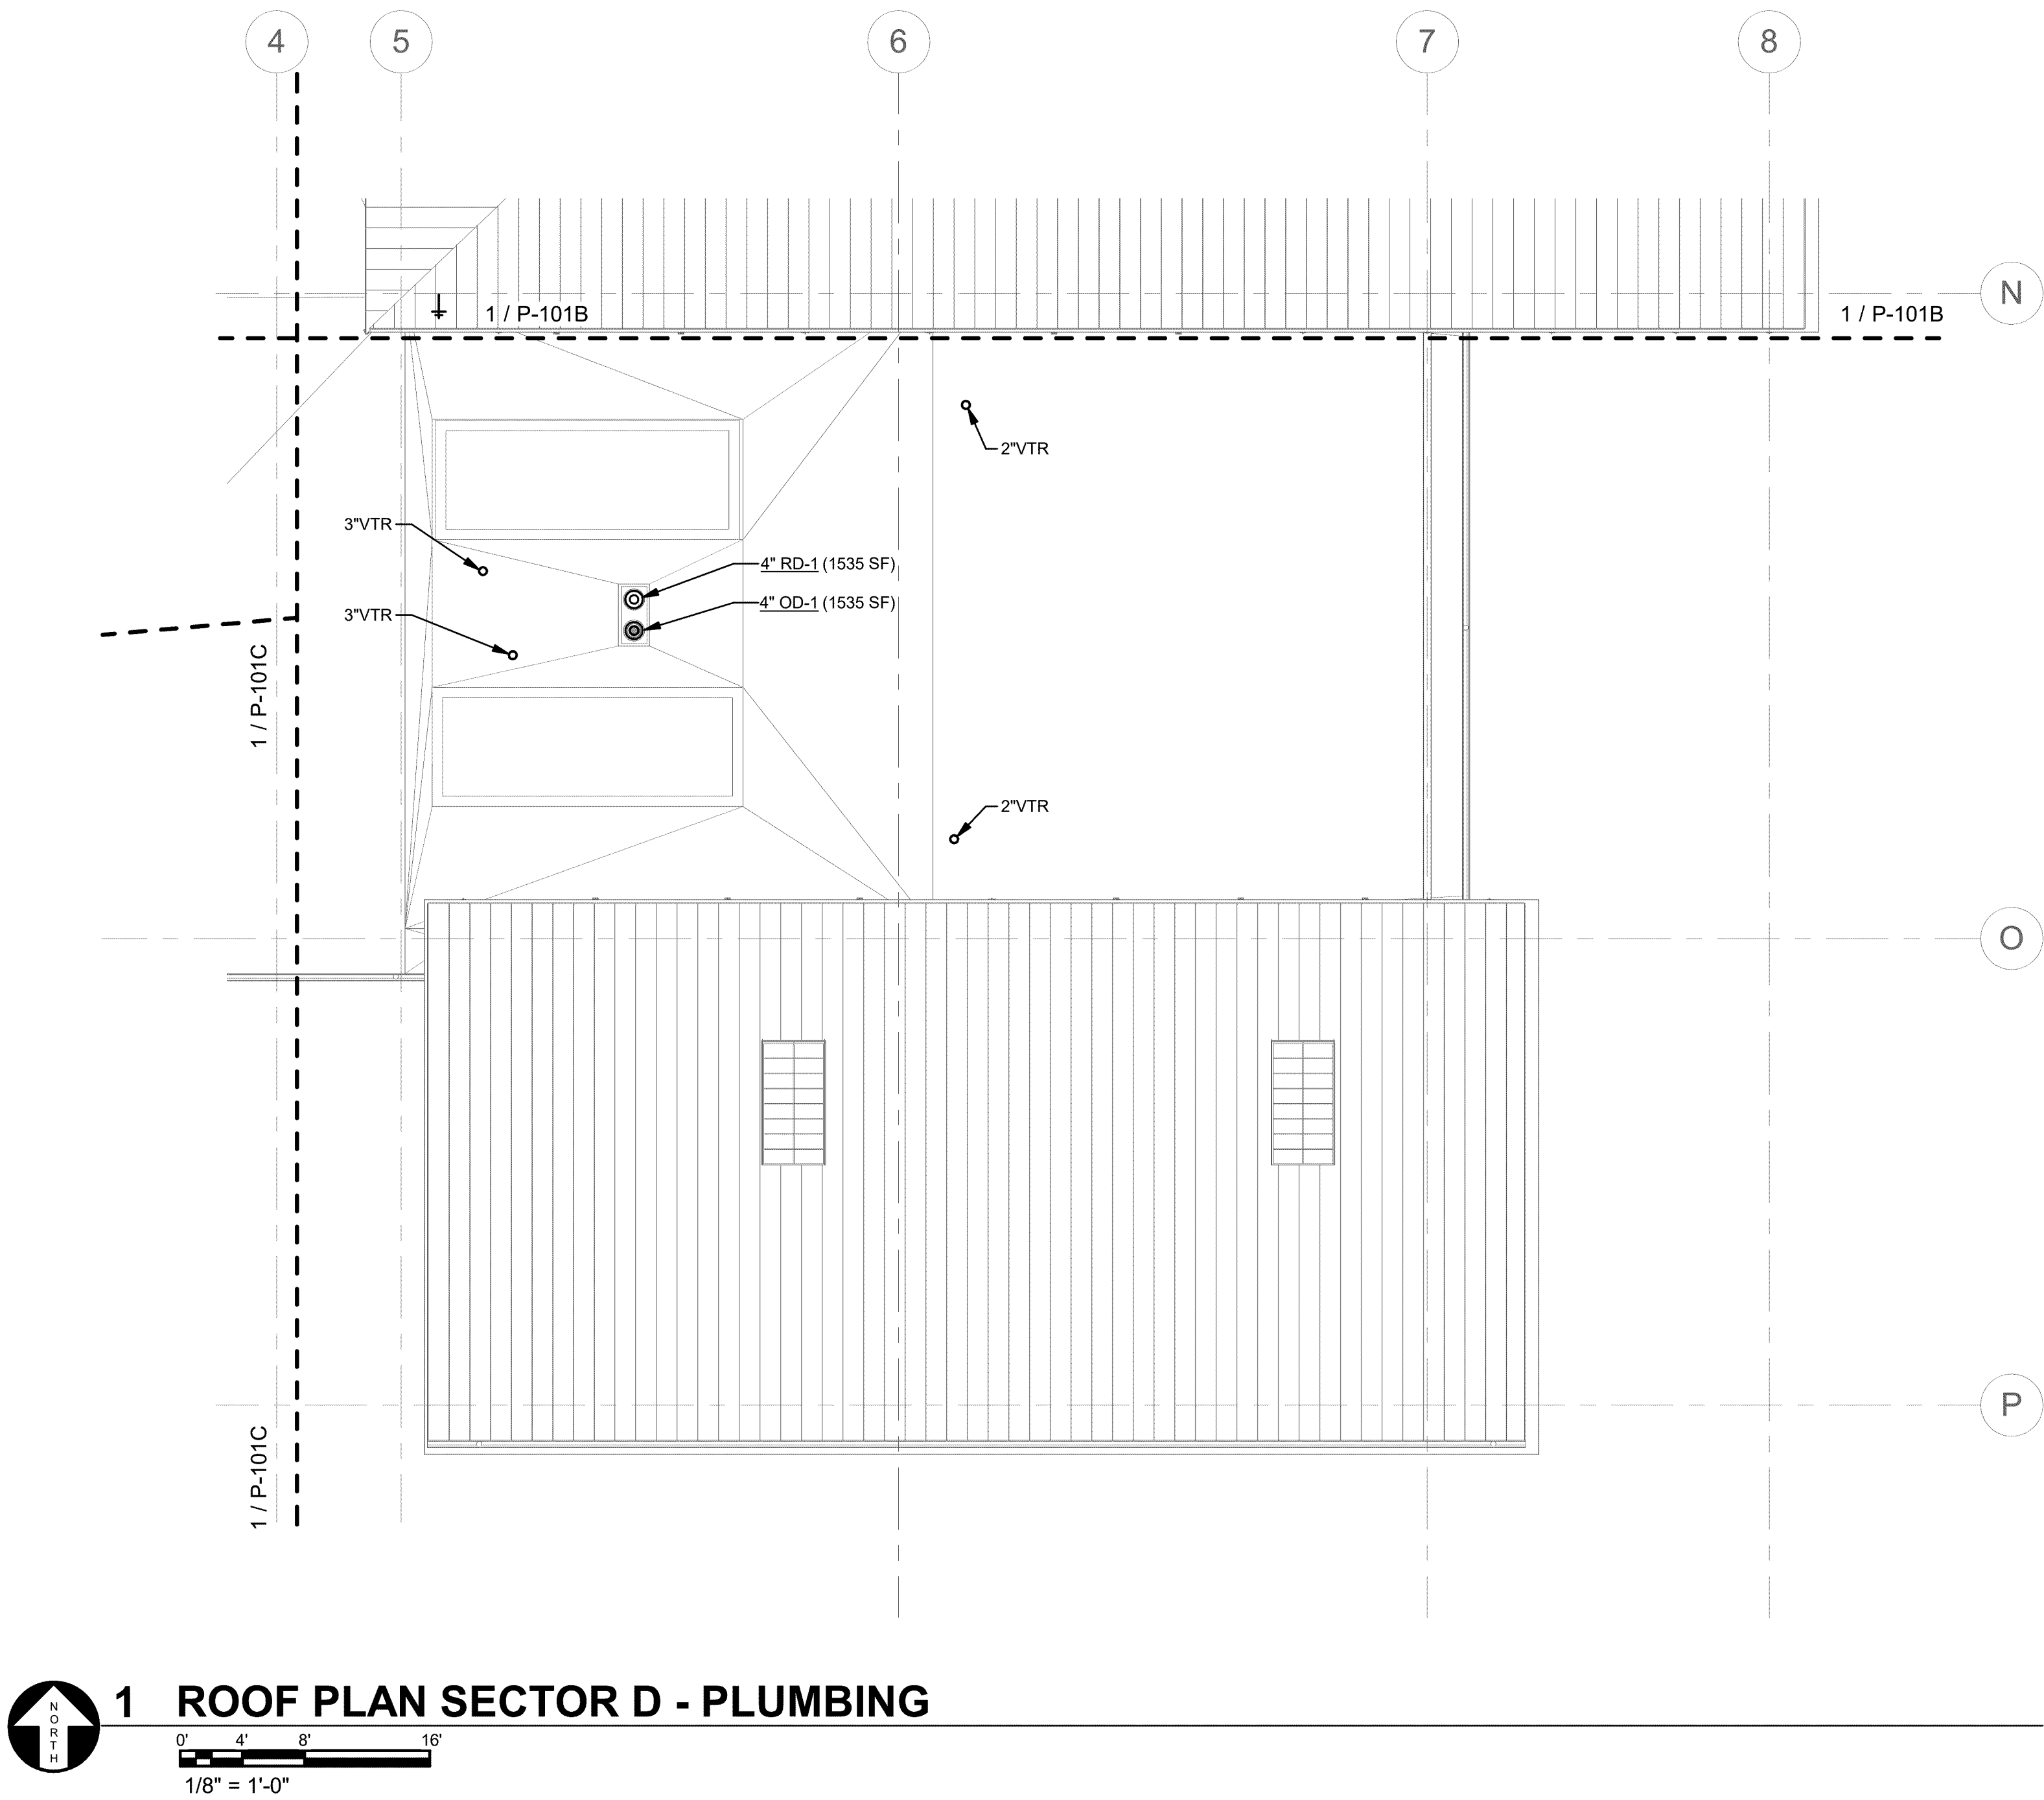 4
5
6
7
8
N
1 / P-101B
1 / P-101B
2"VTR
3"VTR
4" RD-1 (1535 SF)
4" OD-1 (1535 SF)
3"VTR
1 / P-101C
2"VTR
O
P
1 / P-101C
NORTH
1 ROOF PLAN SECTOR D - PLUMBING
0' 4' 8' 16'
1/8" = 1'-0"